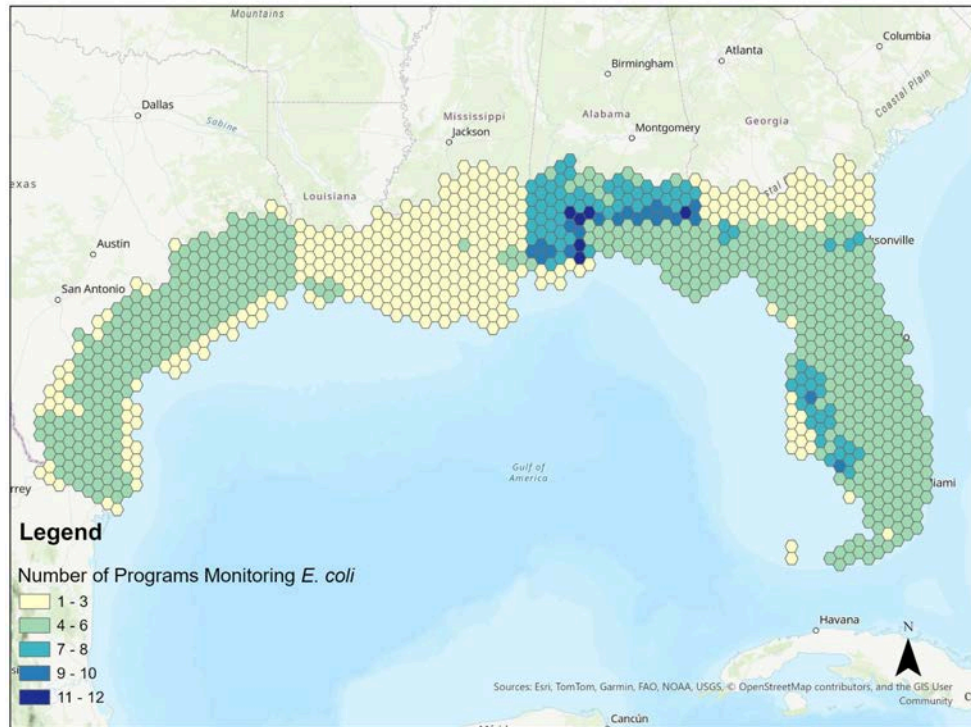 Mountains
Columbia
Atlanta
Birmingham
Coastal Plain
Dallas
Mississippi
Alabama
Sabine
Georgia
Jackson
Montgomery
exas
Louisiana
Austin
ksonville
San Antonio
Gulf of
America
rrey
iami
Legend
Number of Programs Monitoring E. coli
1 - 3
4 - 6
7 - 8
9 - 10
11 - 12
Havana
N
Sources: Esri, TomTom, Garmin, FAO, NOAA, USGS, © OpenStreetMap contributors, and the GIS User
Community
Cancún